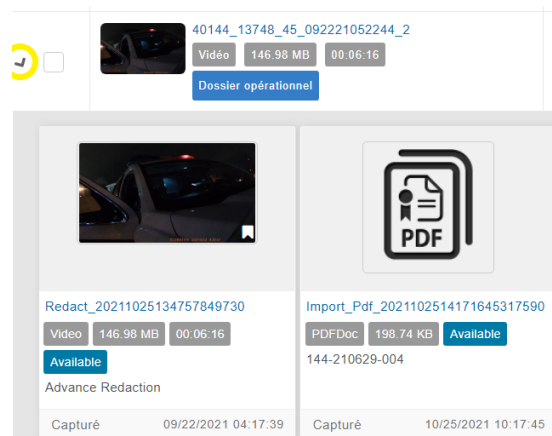 40144_13748_45_092221052244_2
Vidéo 146.98 MB 00:06:16
Dossier opérationnel
PDF
Redact_20211025134757849730
Video 146.98 MB 00:06:16
Available
Advance Redaction
Capturé 09/22/2021 04:17:39
Import_Pdf_2021102514171645317590
PDFDoc 198.74 KB Available
144-210629-004
Capturé 10/25/2021 10:17:45